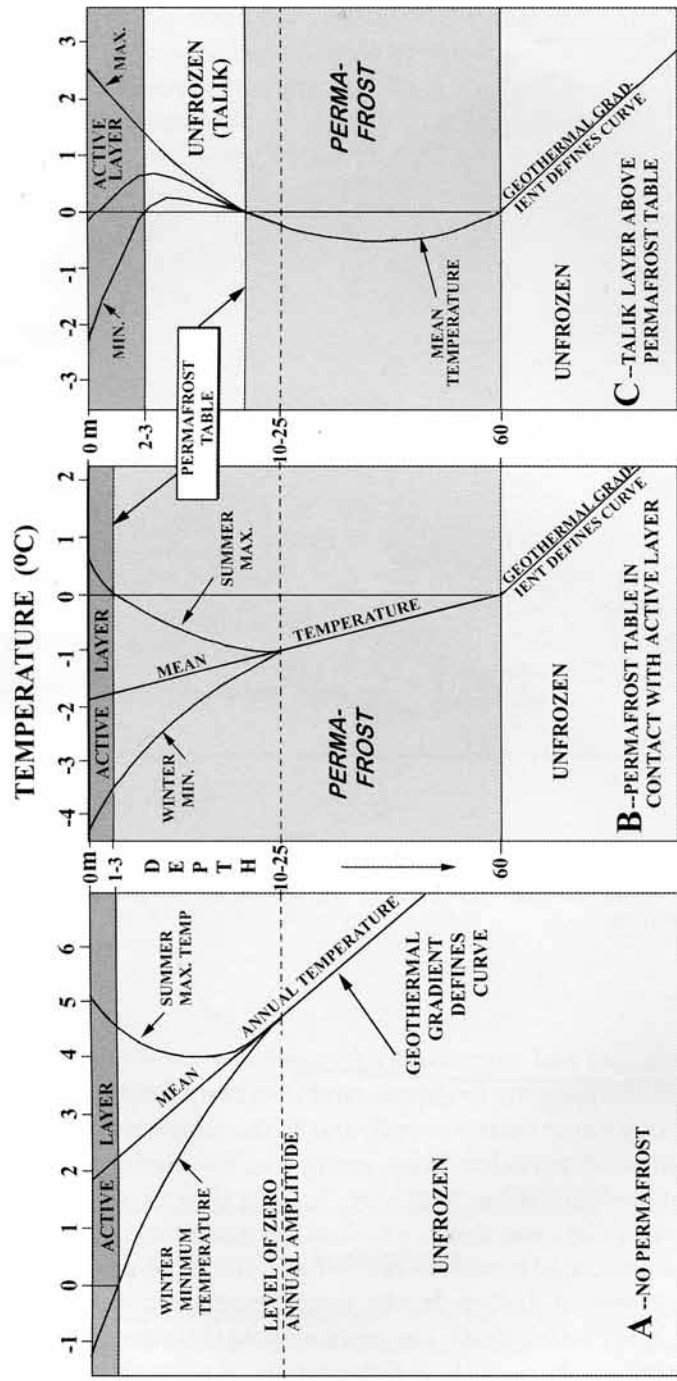 TEMPERATURE (ºC)
-1 0 1 2 3 4 5 6
ACTIVE LAYER
WINTER
MINIMUM
TEMPERATURE
MEAN
ANNUAL TEMPERATURE
SUMMER
MAX. TEMP
LEVEL OF ZERO
ANNUAL AMPLITUDE
GEOTHERMAL
GRADIENT
DEFINES
CURVE
UNFROZEN
A--NO PERMAFROST
0 m
1-3
D
E
P
T
H
10-25
60
-4 -3 -2 -1 0 1 2
ACTIVE LAYER
WINTER
MIN.
MEAN
TEMPERATURE
SUMMER
MAX.
PERMA-
FROST
UNFROZEN
GEOTHERMAL GRAD-
IENT DEFINES CURVE
B--PERMAFROST TABLE IN
CONTACT WITH ACTIVE LAYER
PERMAFROST
TABLE
0 m
2-3
10-25
60
-3 -2 -1 0 1 2 3
ACTIVE
LAYER
MIN.
MAX.
UNFROZEN
(TALIK)
PERMA-
FROST
MEAN
TEMPERATURE
UNFROZEN
GEOTHERMAL GRAD-
IENT DEFINES CURVE
C--TALIK LAYER ABOVE
PERMAFROST TABLE